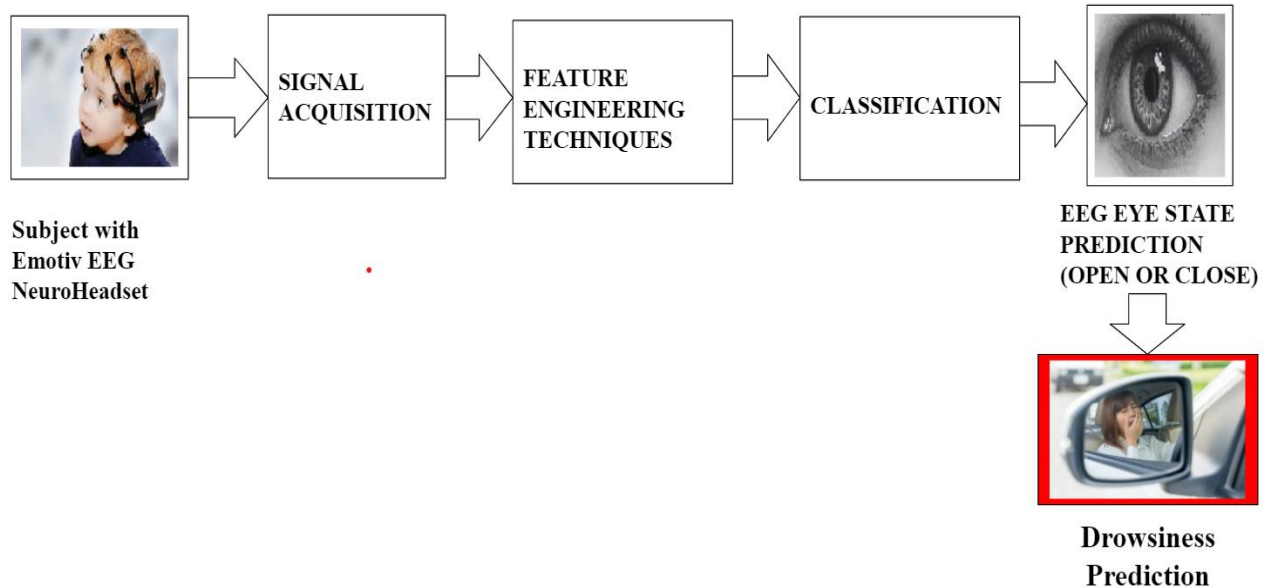 SIGNAL
ACQUISITION
FEATURE
ENGINEERING
TECHNIQUES
CLASSIFICATION
Subject with
Emotiv EEG
NeuroHeadset
EEG EYE STATE
PREDICTION
(OPEN OR CLOSE)
Drowsiness
Prediction